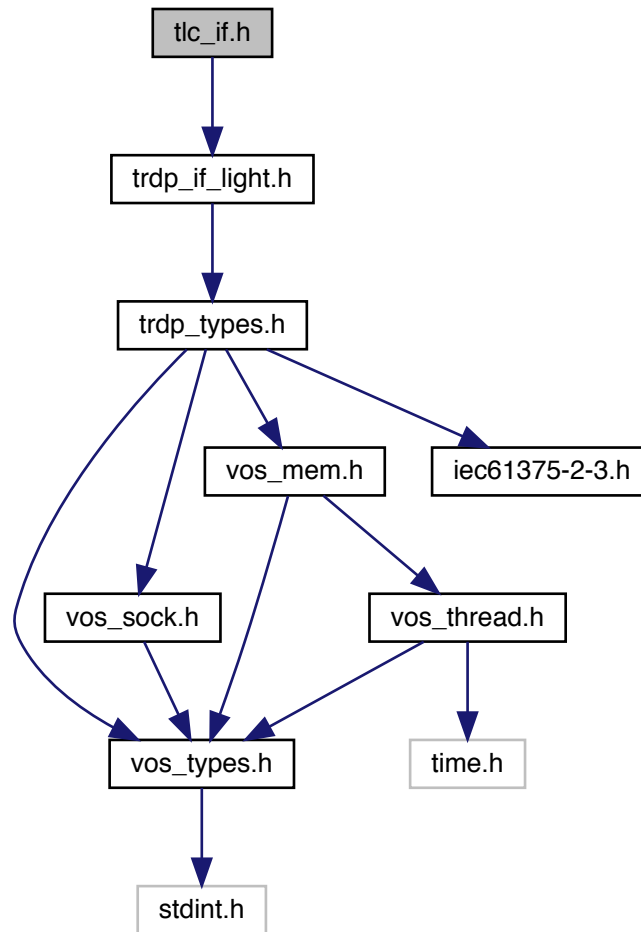 tlc_if.h
trdp_if_light.h
trdp_types.h
vos_mem.h
iec61375-2-3.h
vos_sock.h
vos_thread.h
vos_types.h
time.h
stdint.h